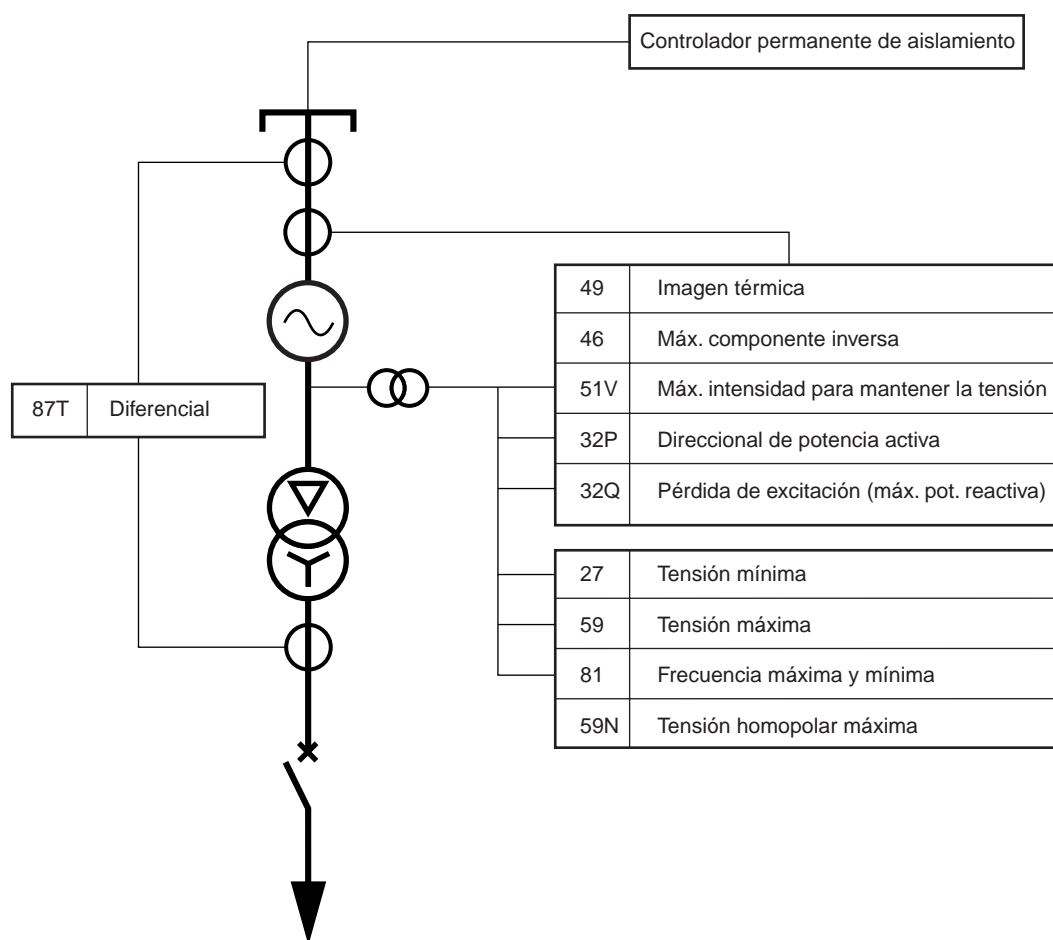 Controlador permanente de aislamiento
49 Imagen térmica
46 Máx. componente inversa
51V Máx. intensidad para mantener la tensión
87T Diferencial
32P Direccional de potencia activa
32Q Pérdida de excitación (máx. pot. reactiva)
27 Tensión mínima
59 Tensión máxima
81 Frecuencia máxima y mínima
59N Tensión homopolar máxima